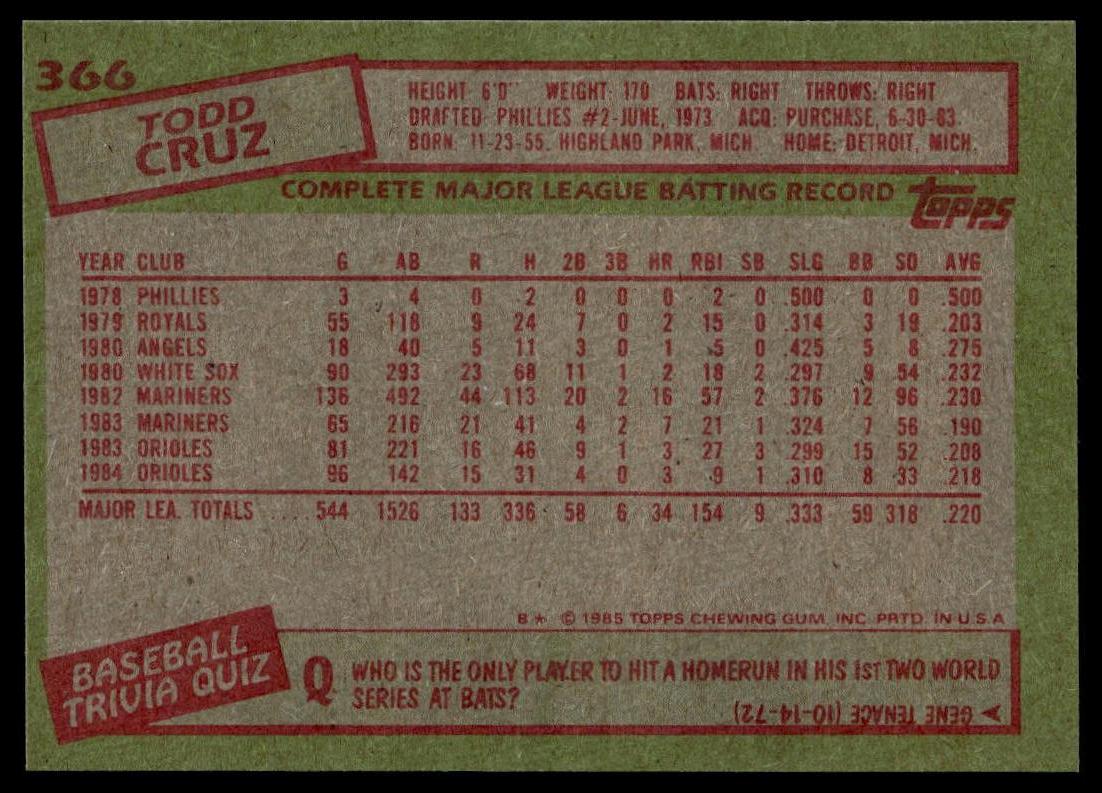 366
TODD
CRUZ
HEIGHT: 6'0" WEIGHT: 170 BATS: RIGHT THROWS: RIGHT
DRAFTED: PHILLIES #2-JUNE, 1973 ACQ: PURCHASE, 6-30-83.
BORN: 11-23-55, HIGHLAND PARK, MICH. HOME: DETROIT, MICH.
COMPLETE MAJOR LEAGUE BATTING RECORD
topps
YEAR CLUB G AB R H 2B 3B HR RBI SB SLG BB SO AVG
1978 PHILLIES 3 4 0 2 0 0 0 2 0 .500 0 0 .500
1979 ROYALS 55 118 9 24 7 0 2 15 0 .314 3 19 .203
1980 ANGELS 18 40 5 11 3 0 1 5 0 .425 5 8 .275
1980 WHITE SOX 90 293 23 68 11 1 2 18 2 .297 9 54 .232
1982 MARINERS 136 492 44 113 20 2 16 57 2 .376 12 96 .230
1983 MARINERS 65 216 21 41 4 2 7 21 1 .324 7 56 .190
1983 ORIOLES 81 221 16 46 9 1 3 27 3 .299 15 52 .208
1984 ORIOLES 96 142 15 31 4 0 3 9 1 .310 8 33 .218
MAJOR LEA. TOTALS .... 544 1526 133 336 58 6 34 154 9 .333 59 318 .220
B* © 1985 TOPPS CHEWING GUM, INC. PRTD. IN U.S.A.
BASEBALL
TRIVIA QUIZ
Q WHO IS THE ONLY PLAYER TO HIT A HOMERUN IN HIS 1ST TWO WORLD
SERIES AT BATS?
A GENE TENACE (10-14-72)